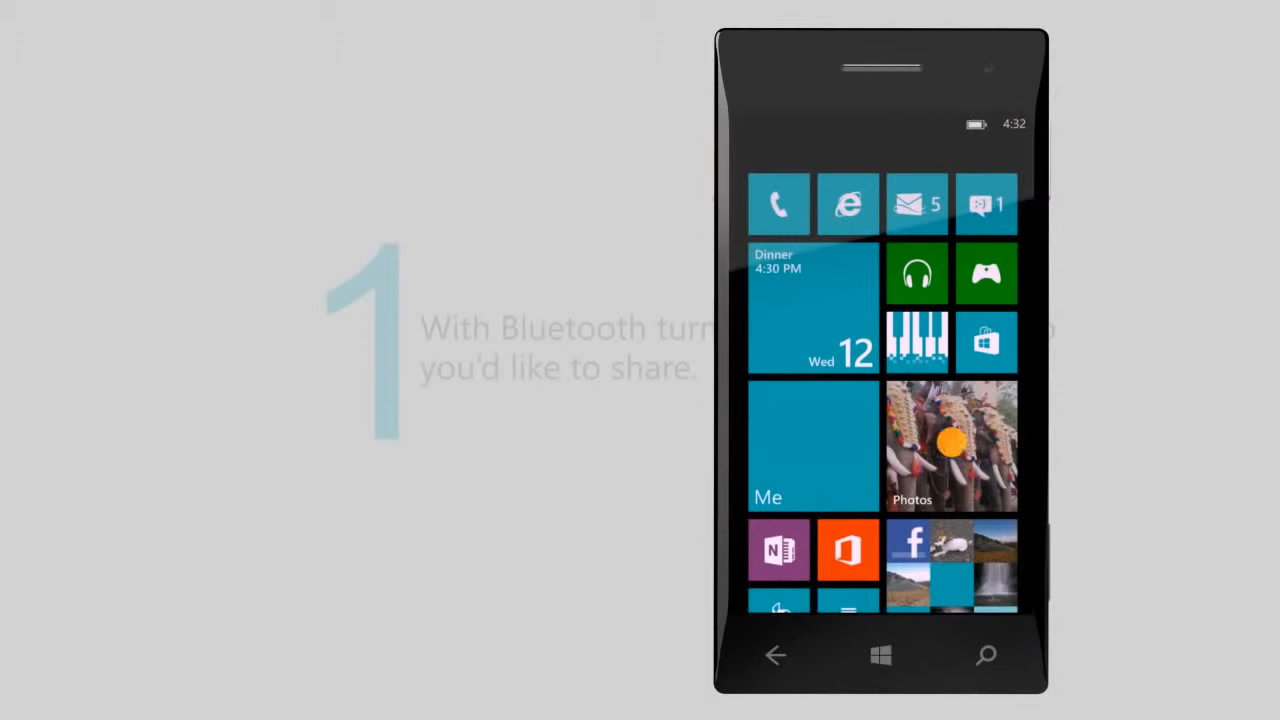 1
With Bluetooth turn
you'd like to share.
4:32
5
1
Dinner
4:30 PM
Wed 12
Me
Photos
N
f